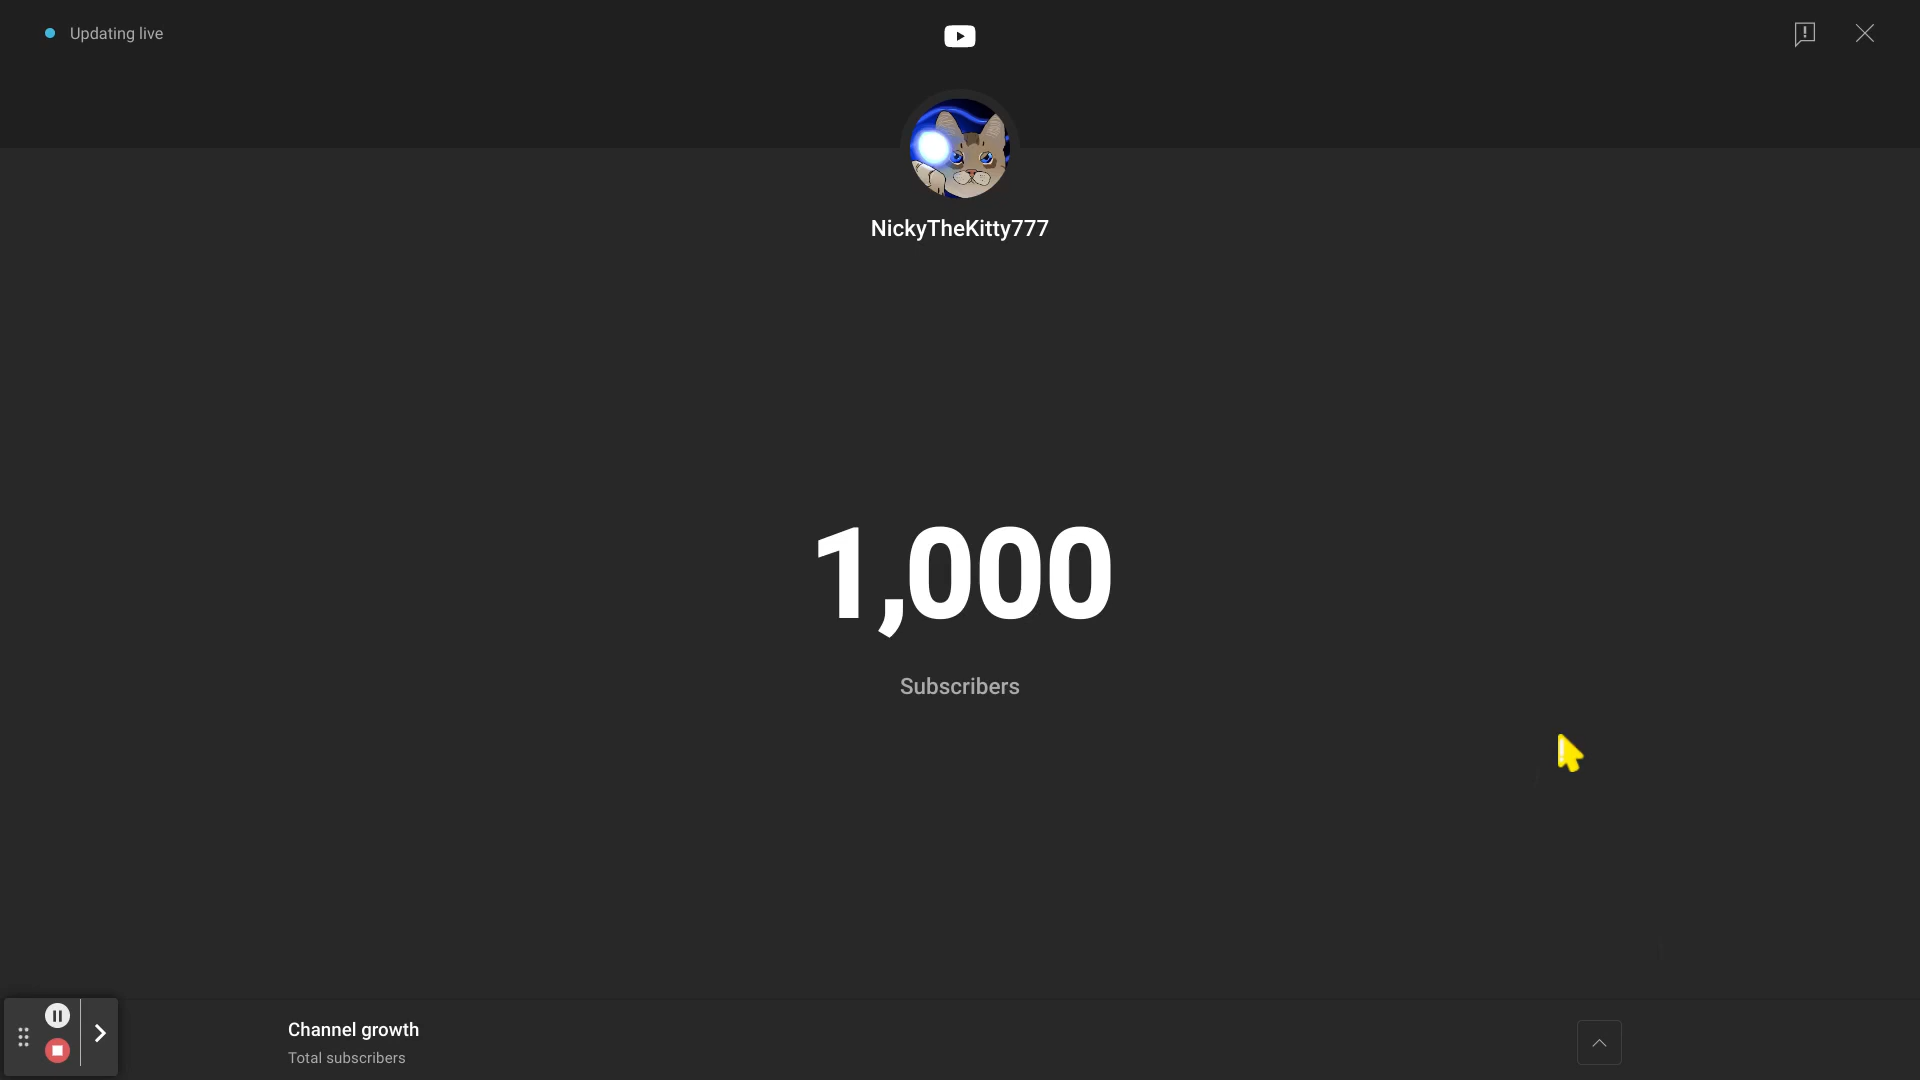 Updating live
NickyTheKitty777
1,000
Subscribers
Channel growth
Total subscribers